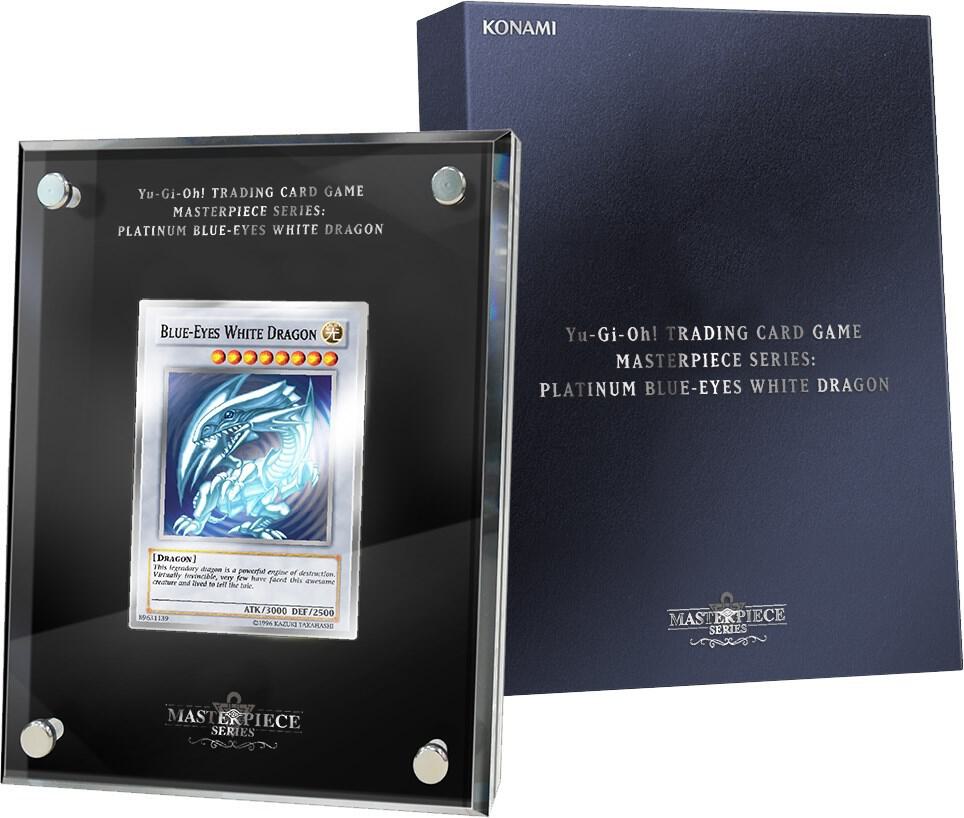 KONAMI
Yu-Gi-Oh! TRADING CARD GAME
MASTERPIECE SERIES:
PLATINUM BLUE-EYES WHITE DRAGON
BLUE-EYES WHITE DRAGON 光
[DRAGON]
This legendary dragon is a powerful engine of destruction.
Virtually invincible, very few have faced this awesome
creature and lived to tell the tale.
ATK/3000 DEF/2500
89631139
©1996 KAZUKI TAKAHASHI
MASTERPIECE
SERIES
Yu-Gi-Oh! TRADING CARD GAME
MASTERPIECE SERIES:
PLATINUM BLUE-EYES WHITE DRAGON
MASTERPIECE
SERIES